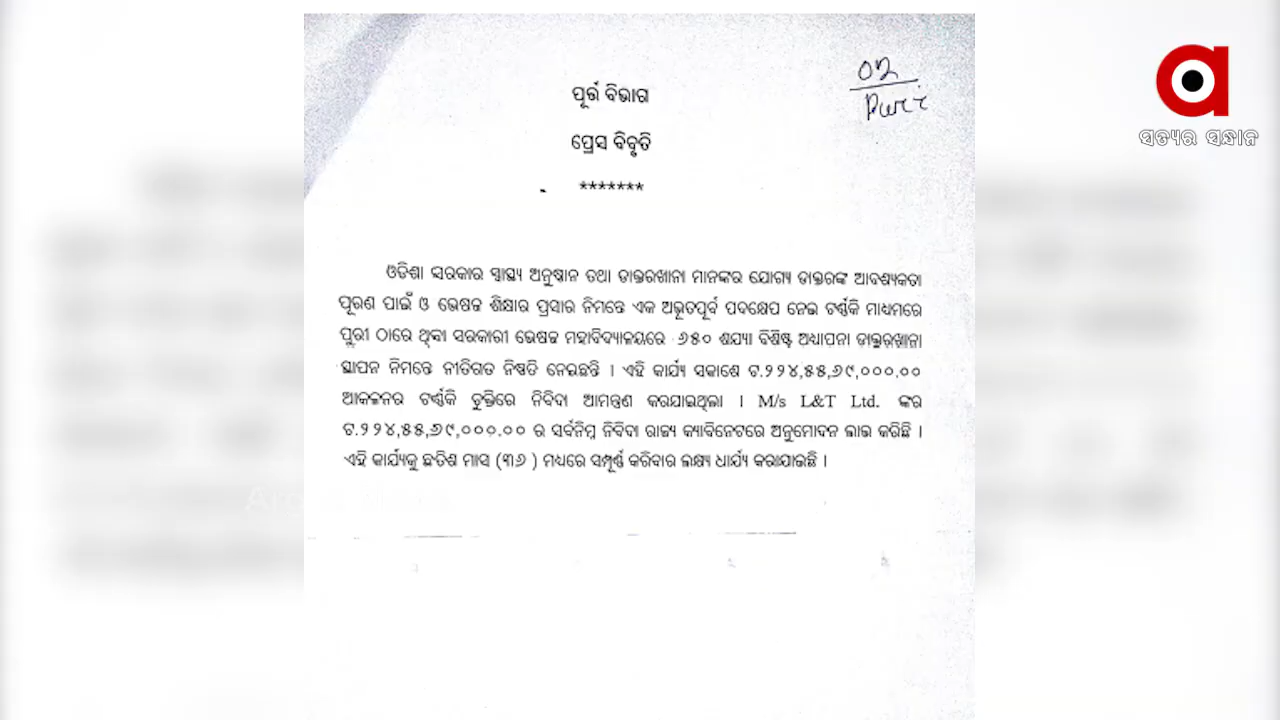 02
Puri
ସତ୍ୟର ସନ୍ଧାନ
ପୂର୍ତ୍ତ ବିଭାଗ
ପ୍ରେସ ବିବୃତି
*******
ଓଡିଶା ସରକାର ସ୍ୱାସ୍ଥ୍ୟ ଅନୁଷ୍ଠାନ ତଥା ଡାକ୍ତରଖାନା ମାନଙ୍କର ଯୋଗ୍ୟ ଡାକ୍ତରଙ୍କ ଆବଶ୍ୟକତା
ପୂରଣ ପାଇଁ ଓ ଭେଷଜ ଶିକ୍ଷାର ପ୍ରସାର ନିମନ୍ତେ ଏକ ଅଭୂତପୂର୍ବ ପଦକ୍ଷେପ ନେଇ ଟର୍ଣ୍ଣକି ମାଧ୍ୟମରେ
ପୁରୀ ଠାରେ ଥିବା ସରକାରୀ ଭେଷଜ ମହାବିଦ୍ୟାଳୟରେ ୬୫୦ ଶଯ୍ୟା ବିଶିଷ୍ଟ ଅଧ୍ୟାପନା ଡାକ୍ତରଖାନା
ସ୍ଥାପନ ନିମନ୍ତେ ନୀତିଗତ ନିଷ୍ପତି ନେଇଛନ୍ତି । ଏହି କାର୍ଯ୍ୟ ସକାଶେ ଟ.୨୨୪,୫୫,୬୯,୦୦୦.୦୦
ଆକଳନର ଟର୍ଣ୍ଣକି ଚୁକ୍ତିରେ ନିବିଦା ଆମନ୍ତ୍ରଣ କରଯାଇଥିଲା । M/s L&T Ltd. ଙ୍କର
ଟ.୨୨୪,୫୫,୬୯,୦୦୦.୦୦ ର ସର୍ବନିମ୍ନ ନିବିଦା ରାଜ୍ୟ କ୍ୟାବିନେଟରେ ଅନୁମୋଦନ ଲାଭ କରିଛି ।
ଏହି କାର୍ଯ୍ୟକୁ ଛତିଶ ମାସ (୩୬ ) ମଧ୍ୟରେ ସମ୍ପୂର୍ଣ୍ଣ କରିବାର ଲକ୍ଷ୍ୟ ଧାର୍ଯ୍ୟ କରାଯାଇଛି ।